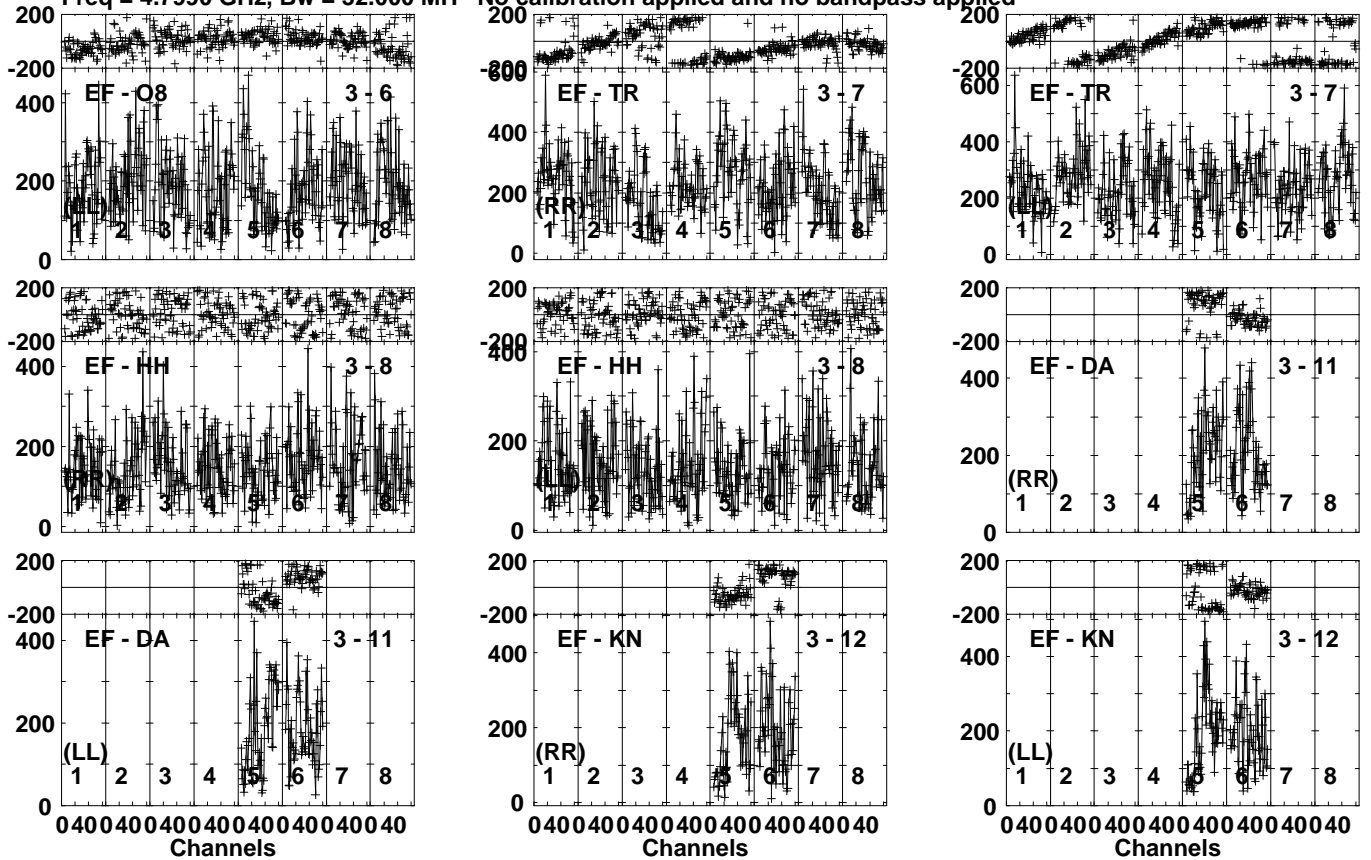 Freq = 4.7990 GHz, Bw = 32.000 MH No calibration applied and no bandpass applied
200 200 200
-200 -200 -200
EF - O8 3 - 6 EF - TR 3 - 7 EF - TR 3 - 7
400 600 600
200 400 400
0 200 200
0 0
(LL) (RR) (LL)
1 2 3 4 5 6 7 8 1 2 3 4 5 6 7 8 1 2 3 4 5 6 7 8
200 200 200
-200 -200 -200
EF - HH 3 - 8 EF - HH 3 - 8 EF - DA 3 - 11
400 400 400
200 200 200
0 0 0
(RR) (LL) (RR)
1 2 3 4 5 6 7 8 1 2 3 4 5 6 7 8 1 2 3 4 5 6 7 8
200 200 200
-200 -200 -200
EF - DA 3 - 11 EF - KN 3 - 12 EF - KN 3 - 12
400 400 400
200 200 200
0 0 0
(LL) (RR) (LL)
1 2 3 4 5 6 7 8 1 2 3 4 5 6 7 8 1 2 3 4 5 6 7 8
0 40 0 40 0 40 0 40 0 40 0 40 0 40 0 40 0 40 0 40 0 40 0 40 0 40 0 40 0 40 0 40 0 40 0 40 0 40 0 40 0 40 0 40 0 40 0 40
Channels Channels Channels